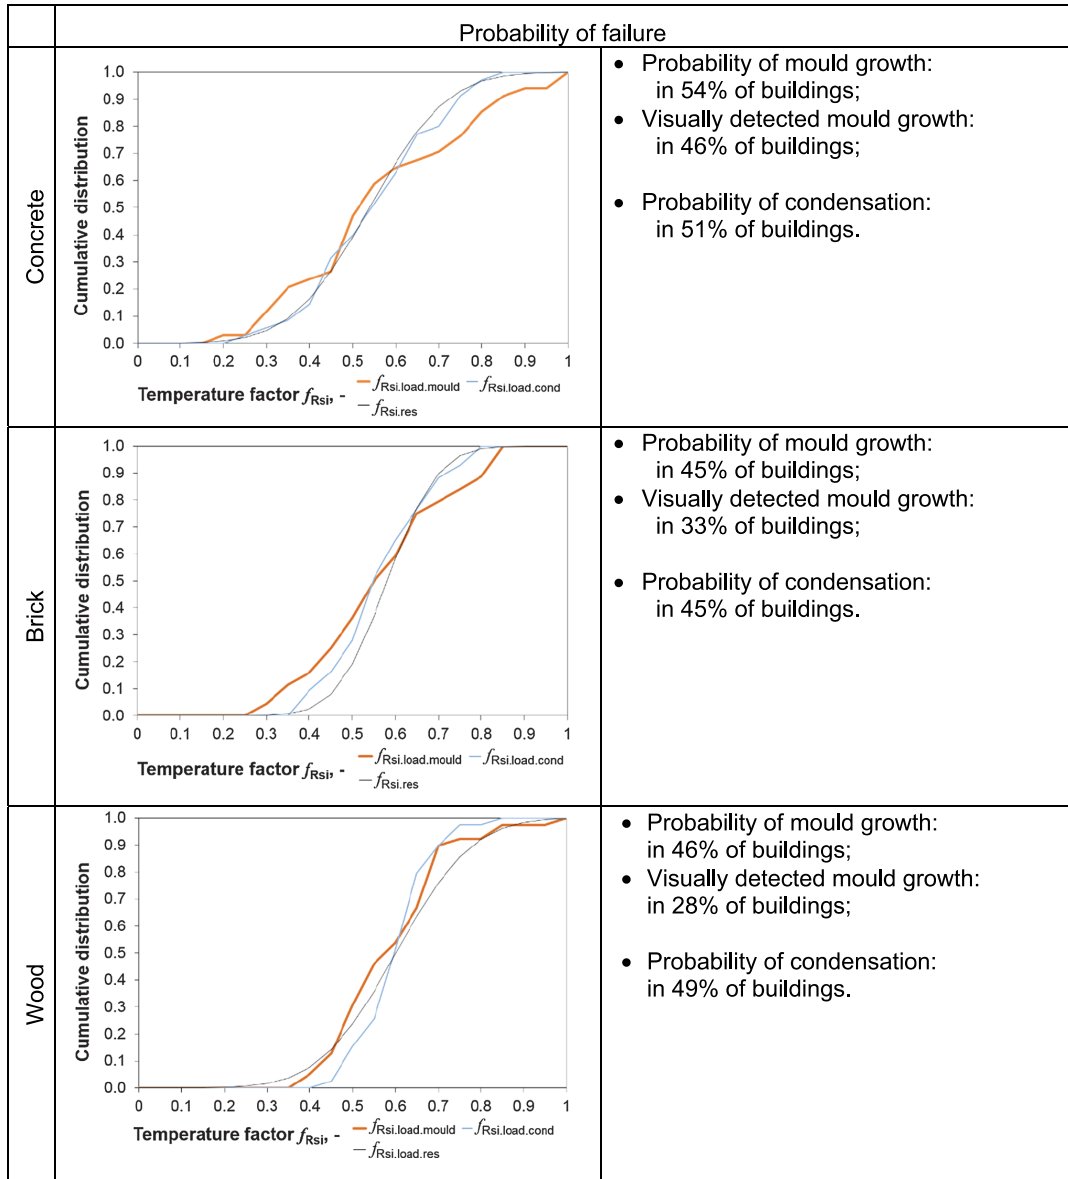 Probability of failure
Concrete
Cumulative distribution
1.0
0.9
0.8
0.7
0.6
0.5
0.4
0.3
0.2
0.1
0.0
0 0.1 0.2 0.3 0.4 0.5 0.6 0.7 0.8 0.9 1
Temperature factor fRsi, - fRsi.load.mould fRsi.load.cond
fRsi.res
• Probability of mould growth:
in 54% of buildings;
• Visually detected mould growth:
in 46% of buildings;
• Probability of condensation:
in 51% of buildings.
Brick
Cumulative distribution
1.0
0.9
0.8
0.7
0.6
0.5
0.4
0.3
0.2
0.1
0.0
0 0.1 0.2 0.3 0.4 0.5 0.6 0.7 0.8 0.9 1
Temperature factor fRsi, - fRsi.load.mould fRsi.load.cond
fRsi.res
• Probability of mould growth:
in 45% of buildings;
• Visually detected mould growth:
in 33% of buildings;
• Probability of condensation:
in 45% of buildings.
Wood
Cumulative distribution
1.0
0.9
0.8
0.7
0.6
0.5
0.4
0.3
0.2
0.1
0.0
0 0.1 0.2 0.3 0.4 0.5 0.6 0.7 0.8 0.9 1
Temperature factor fRsi, - fRsi.load.mould fRsi.load.cond
fRsi.load.res
• Probability of mould growth:
in 46% of buildings;
• Visually detected mould growth:
in 28% of buildings;
• Probability of condensation:
in 49% of buildings.